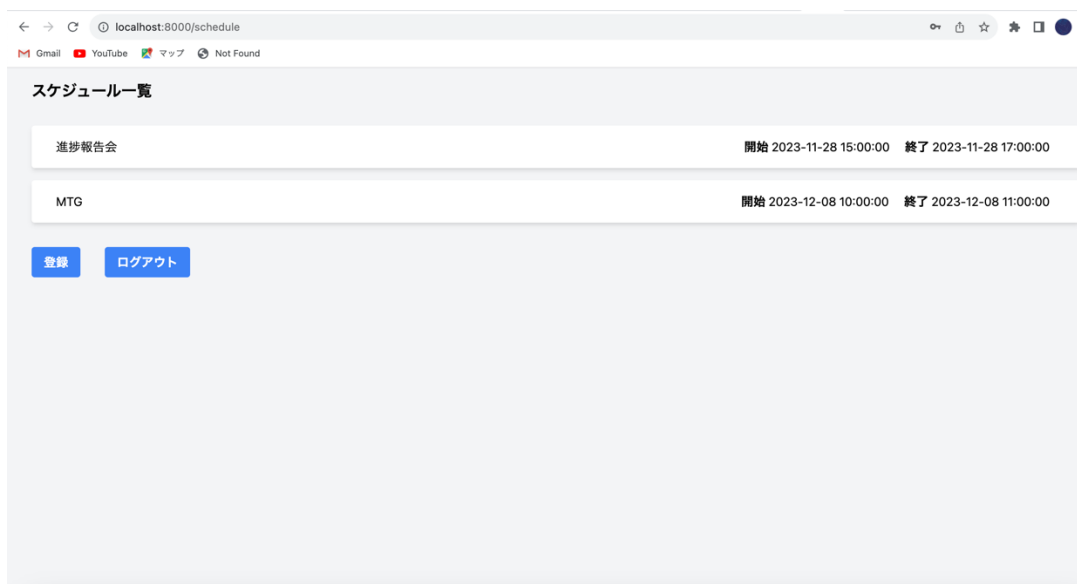 localhost:8000/schedule
Gmail YouTube マップ Not Found
スケジュール一覧
進捗報告会 開始 2023-11-28 15:00:00 終了 2023-11-28 17:00:00
MTG 開始 2023-12-08 10:00:00 終了 2023-12-08 11:00:00
登録 ログアウト